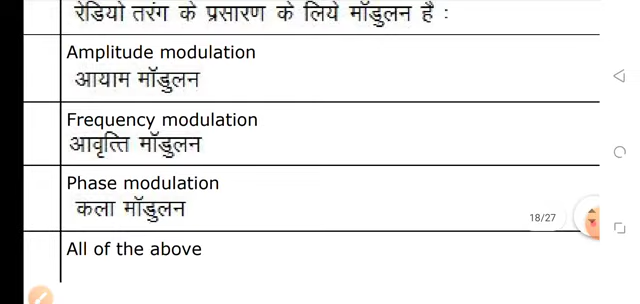 रेडियो तरंग के प्रसारण के लिये मॉडुलन है :
Amplitude modulation
आयाम मॉडुलन
Frequency modulation
आवृत्ति मॉडुलन
Phase modulation
कला मॉडुलन
18/27
All of the above